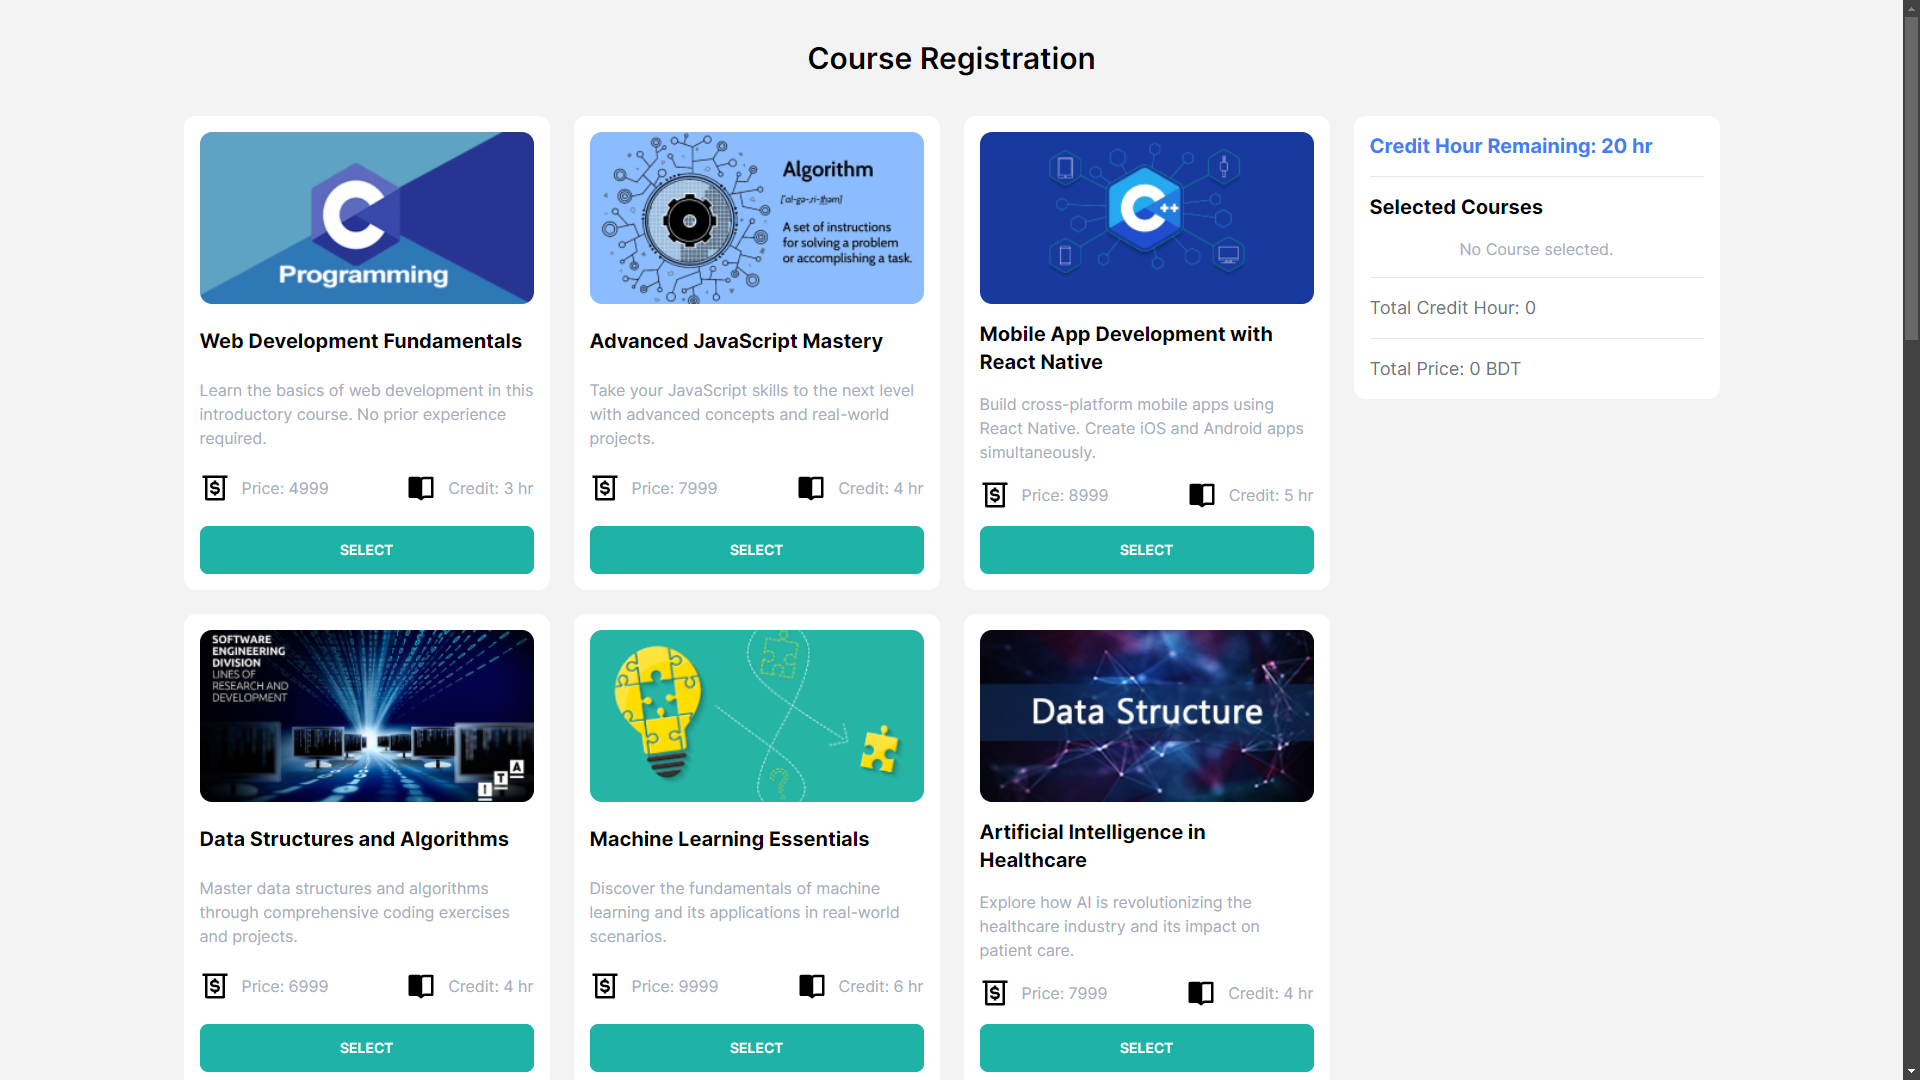 Course Registration
C
Programming
Web Development Fundamentals
Learn the basics of web development in this
introductory course. No prior experience
required.
Price: 4999
Credit: 3 hr
SELECT
Algorithm
['al-gə-ri-thəm]
A set of instructions
for solving a problem
or accomplishing a task.
Advanced JavaScript Mastery
Take your JavaScript skills to the next level
with advanced concepts and real-world
projects.
Price: 7999
Credit: 4 hr
SELECT
C++
Mobile App Development with
React Native
Build cross-platform mobile apps using
React Native. Create iOS and Android apps
simultaneously.
Price: 8999
Credit: 5 hr
SELECT
Credit Hour Remaining: 20 hr
Selected Courses
No Course selected.
Total Credit Hour: 0
Total Price: 0 BDT
SOFTWARE
ENGINEERING
DIVISION
LINES OF
RESEARCH AND
DEVELOPMENT
ITA
Data Structures and Algorithms
Master data structures and algorithms
through comprehensive coding exercises
and projects.
Price: 6999
Credit: 4 hr
SELECT
?
Machine Learning Essentials
Discover the fundamentals of machine
learning and its applications in real-world
scenarios.
Price: 9999
Credit: 6 hr
SELECT
Data Structure
Artificial Intelligence in
Healthcare
Explore how AI is revolutionizing the
healthcare industry and its impact on
patient care.
Price: 7999
Credit: 4 hr
SELECT